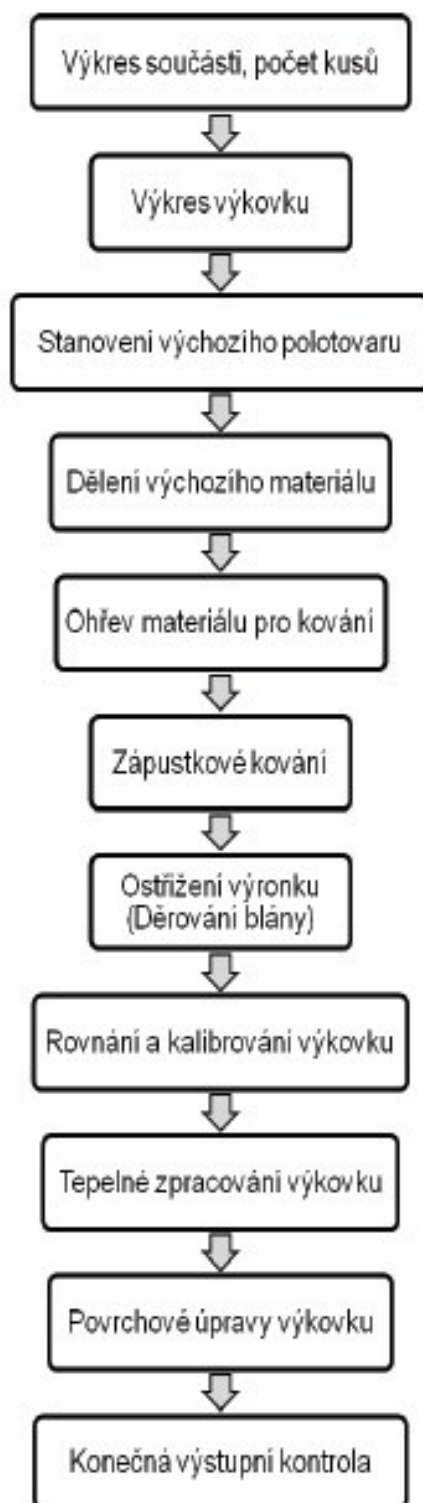 Výkres součásti, počet kusů
Výkres výkovku
Stanovení výchozího polotovaru
Dělení výchozího materiálu
Ohřev materiálu pro kování
Zápustkové kování
Ostřižení výronku
(Děrování blány)
Rovnání a kalibrování výkovku
Tepelné zpracování výkovku
Povrchové úpravy výkovku
Konečná výstupní kontrola